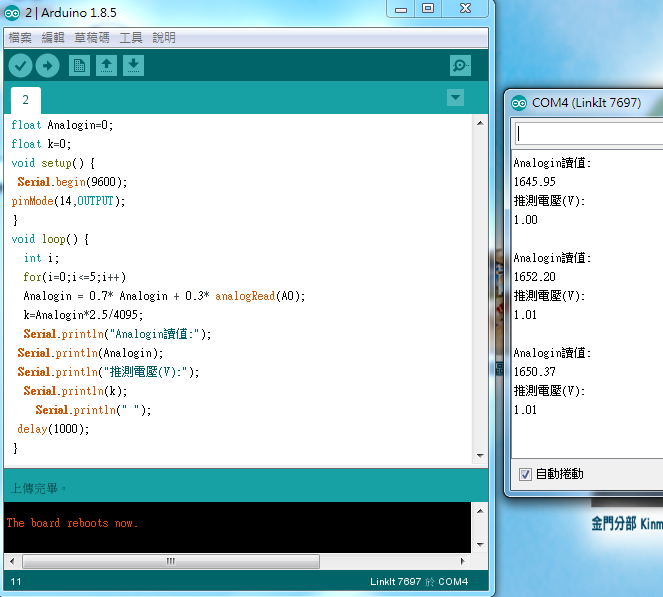 2 | Arduino 1.8.5
檔案 編輯 草稿碼 工具 說明
2
float Analogin=0;
float k=0;
void setup() {
Serial.begin(9600);
pinMode(14,OUTPUT);
}
void loop() {
int i;
for(i=0;i<=5;i++)
Analogin = 0.7* Analogin + 0.3* analogRead(A0);
k=Analogin*2.5/4095;
Serial.println("Analogin讀值:");
Serial.println(Analogin);
Serial.println("推測電壓(V):");
Serial.println(k);
Serial.println(" ");
delay(1000);
}
上傳完畢。
The board reboots now.
11
LinkIt 7697 於 COM4
COM4 (LinkIt 7697)
Analogin讀值:
1645.95
推測電壓(V):
1.00
Analogin讀值:
1652.20
推測電壓(V):
1.01
Analogin讀值:
1650.37
推測電壓(V):
1.01
自動捲動
金門分部 Kinm